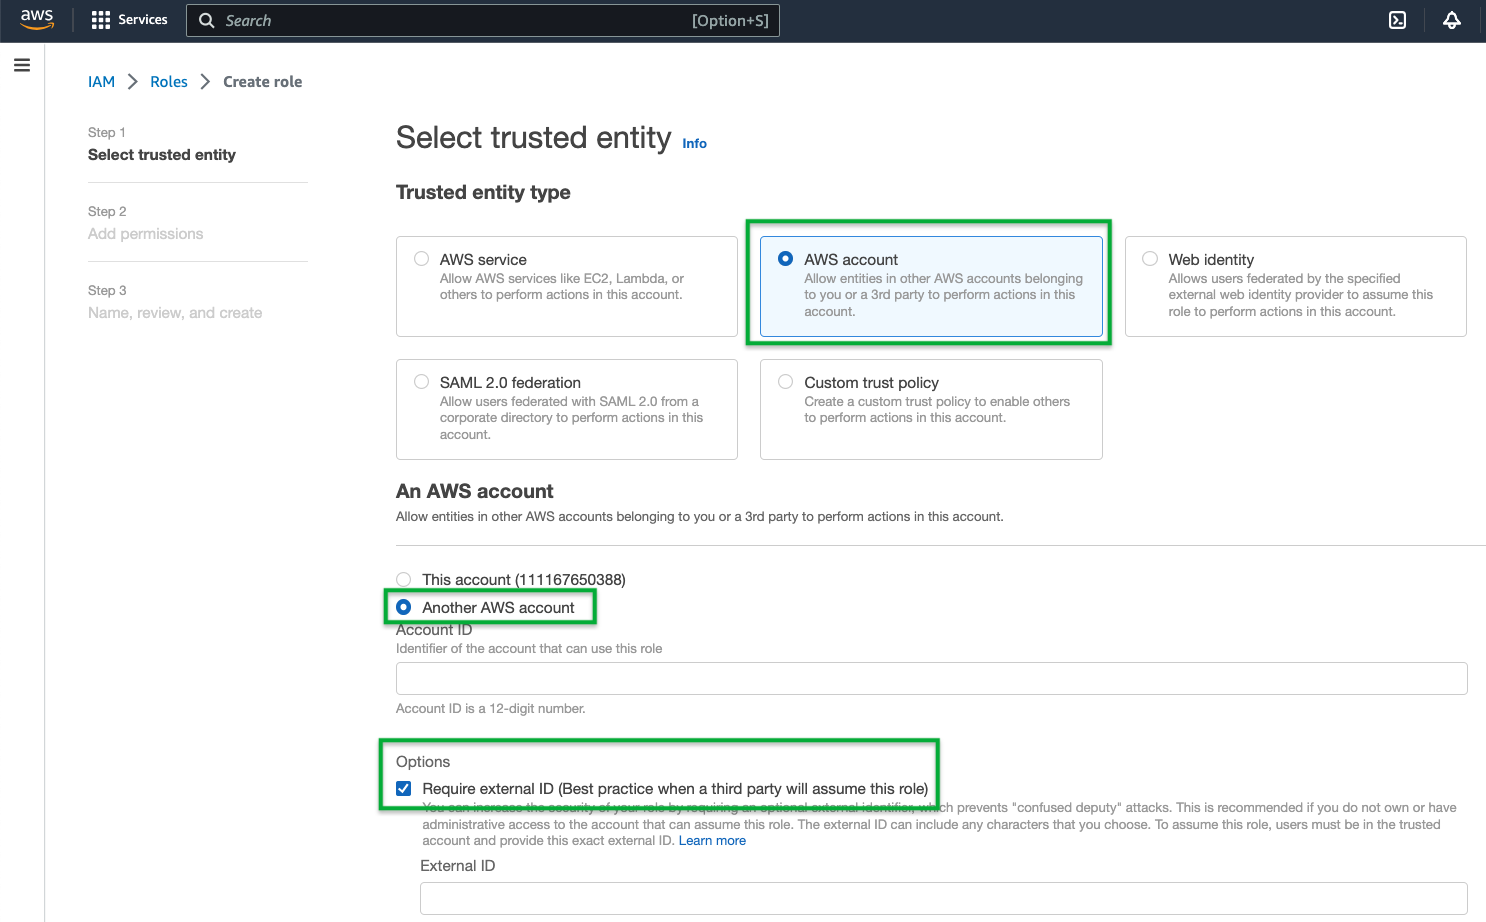 aws
Services
Search [Option+S]
IAM Roles Create role
Step 1
Select trusted entity
Step 2
Add permissions
Step 3
Name, review, and create
Select trusted entity Info
Trusted entity type
AWS service
Allow AWS services like EC2, Lambda, or
others to perform actions in this account.
AWS account
Allow entities in other AWS accounts belonging
to you or a 3rd party to perform actions in this
account.
Web identity
Allows users federated by the specified
external web identity provider to assume this
role to perform actions in this account.
SAML 2.0 federation
Allow users federated with SAML 2.0 from a
corporate directory to perform actions in this
account.
Custom trust policy
Create a custom trust policy to enable others
to perform actions in this account.
An AWS account
Allow entities in other AWS accounts belonging to you or a 3rd party to perform actions in this account.
This account (111167650388)
Another AWS account
Account ID
Identifier of the account that can use this role
Account ID is a 12-digit number.
Options
Require external ID (Best practice when a third party will assume this role)
You can increase the security of your role by requiring an optional external identifier, which prevents "confused deputy" attacks. This is recommended if you do not own or have
administrative access to the account that can assume this role. The external ID can include any characters that you choose. To assume this role, users must be in the trusted
account and provide this exact external ID. Learn more
External ID